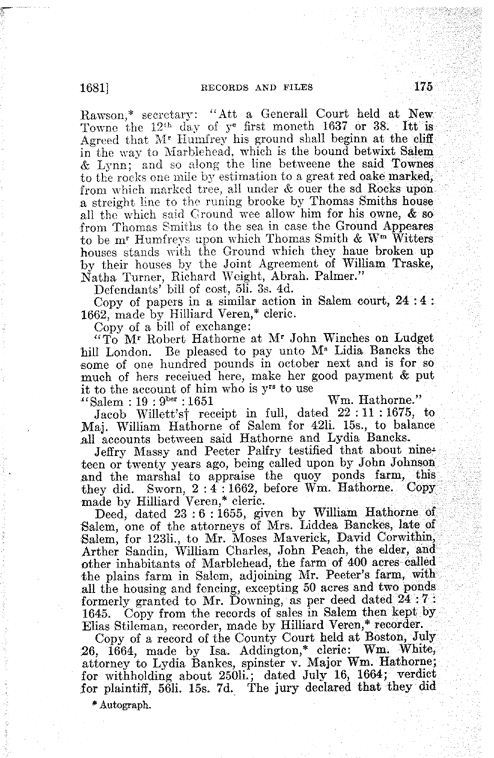 1681] RECORDS AND FILES 175
Rawson,* secretary: "Att a Generall Court held at New
Towne the 12th day of ye first moneth 1637 or 38. Itt is
Agreed that Mr Humfrey his ground shall beginn at the cliff
in the way to Marblehead, which is the bound betwixt Salem
& Lynn; and so along the line betweene the said Townes
to the rocks one mile by estimation to a great red oake marked,
from which marked tree, all under & ouer the sd Rocks upon
a streight line to the runing brooke by Thomas Smiths house
all the which said Ground wee allow him for his owne, & so
from Thomas Smiths to the sea in case the Ground Appeares
to be mr Humfreys upon which Thomas Smith & Wm Witters
houses stands with the Ground which they haue broken up
by their houses by the Joint Agreement of William Traske,
Natha Turner, Richard Weight, Abrah. Palmer."
Defendants' bill of cost, 5li. 3s. 4d.
Copy of papers in a similar action in Salem court, 24 : 4 :
1662, made by Hilliard Veren,* cleric.
Copy of a bill of exchange:
"To Mr Robert Hathorne at Mr John Winches on Ludget
hill London. Be pleased to pay unto Ms Lidia Bancks the
some of one hundred pounds in october next and is for so
much of hers receiued here, make her good payment & put
it to the account of him who is yrs to use
"Salem : 19 : 9ber : 1651 Wm. Hathorne."
Jacob Willett's† receipt in full, dated 22 : 11 : 1675, to
Maj. William Hathorne of Salem for 42li. 15s., to balance
all accounts between said Hathorne and Lydia Bancks.
Jeffry Massy and Peeter Palfry testified that about nine-
teen or twenty years ago, being called upon by John Johnson
and the marshal to appraise the quoy ponds farm, this
they did. Sworn, 2 : 4 : 1662, before Wm. Hathorne. Copy
made by Hilliard Veren,* cleric.
Deed, dated 23 : 6 : 1655, given by William Hathorne of
Salem, one of the attorneys of Mrs. Liddea Banckes, late of
Salem, for 123li., to Mr. Moses Maverick, David Corwithin,
Arther Sandin, William Charles, John Peach, the elder, and
other inhabitants of Marblehead, the farm of 400 acres called
the plains farm in Salem, adjoining Mr. Peeter's farm, with
all the housing and fencing, excepting 50 acres and two ponds
formerly granted to Mr. Downing, as per deed dated 24 : 7 :
1645. Copy from the records of sales in Salem then kept by
Elias Stileman, recorder, made by Hilliard Veren,* recorder.
Copy of a record of the County Court held at Boston, July
26, 1664, made by Isa. Addington,* cleric: Wm. White,
attorney to Lydia Bankes, spinster v. Major Wm. Hathorne;
for withholding about 250li.; dated July 16, 1664; verdict
for plaintiff, 56li. 15s. 7d. The jury declared that they did
* Autograph.